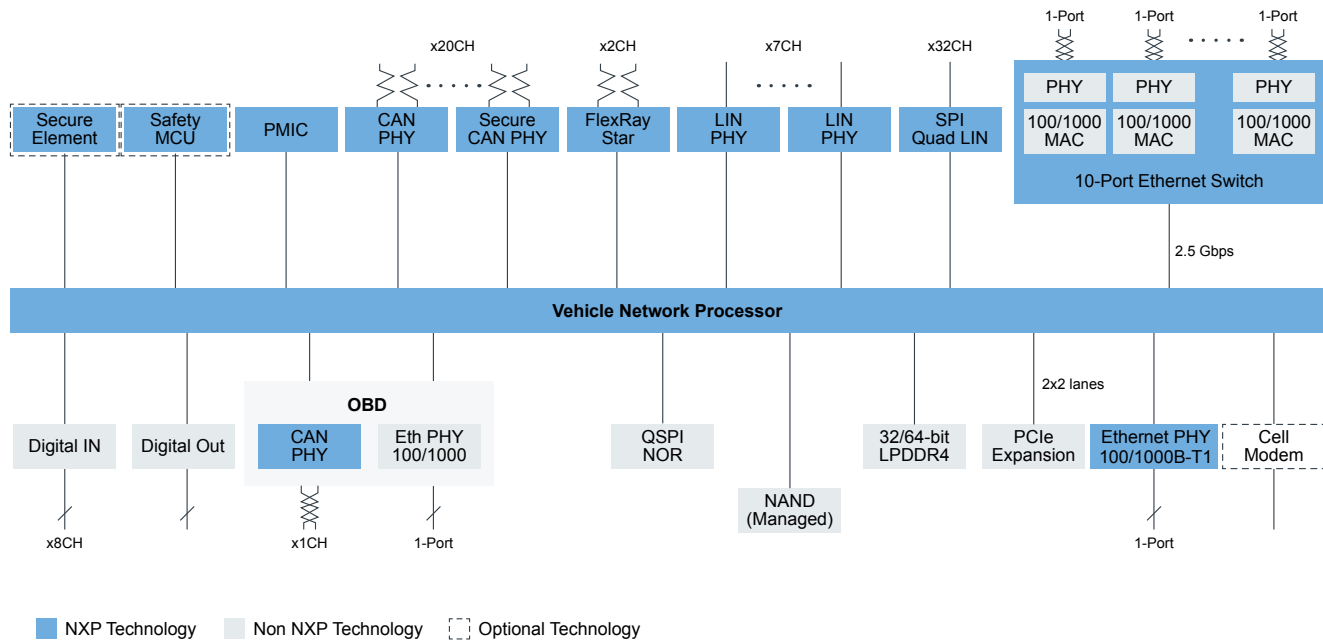 1-Port
1-Port
1-Port
x20CH
x2CH
x7CH
x32CH
Secure
Element
Safety
MCU
PMIC
CAN
PHY
Secure
CAN PHY
FlexRay
Star
LIN
PHY
LIN
PHY
SPI
Quad LIN
PHY
PHY
PHY
100/1000
MAC
100/1000
MAC
100/1000
MAC
10-Port Ethernet Switch
2.5 Gbps
Vehicle Network Processor
2x2 lanes
OBD
Digital IN
Digital Out
CAN
PHY
Eth PHY
100/1000
QSPI
NOR
NAND
(Managed)
32/64-bit
LPDDR4
PCIe
Expansion
Ethernet PHY
100/1000B-T1
Cell
Modem
x8CH
x1CH
1-Port
1-Port
NXP Technology
Non NXP Technology
Optional Technology